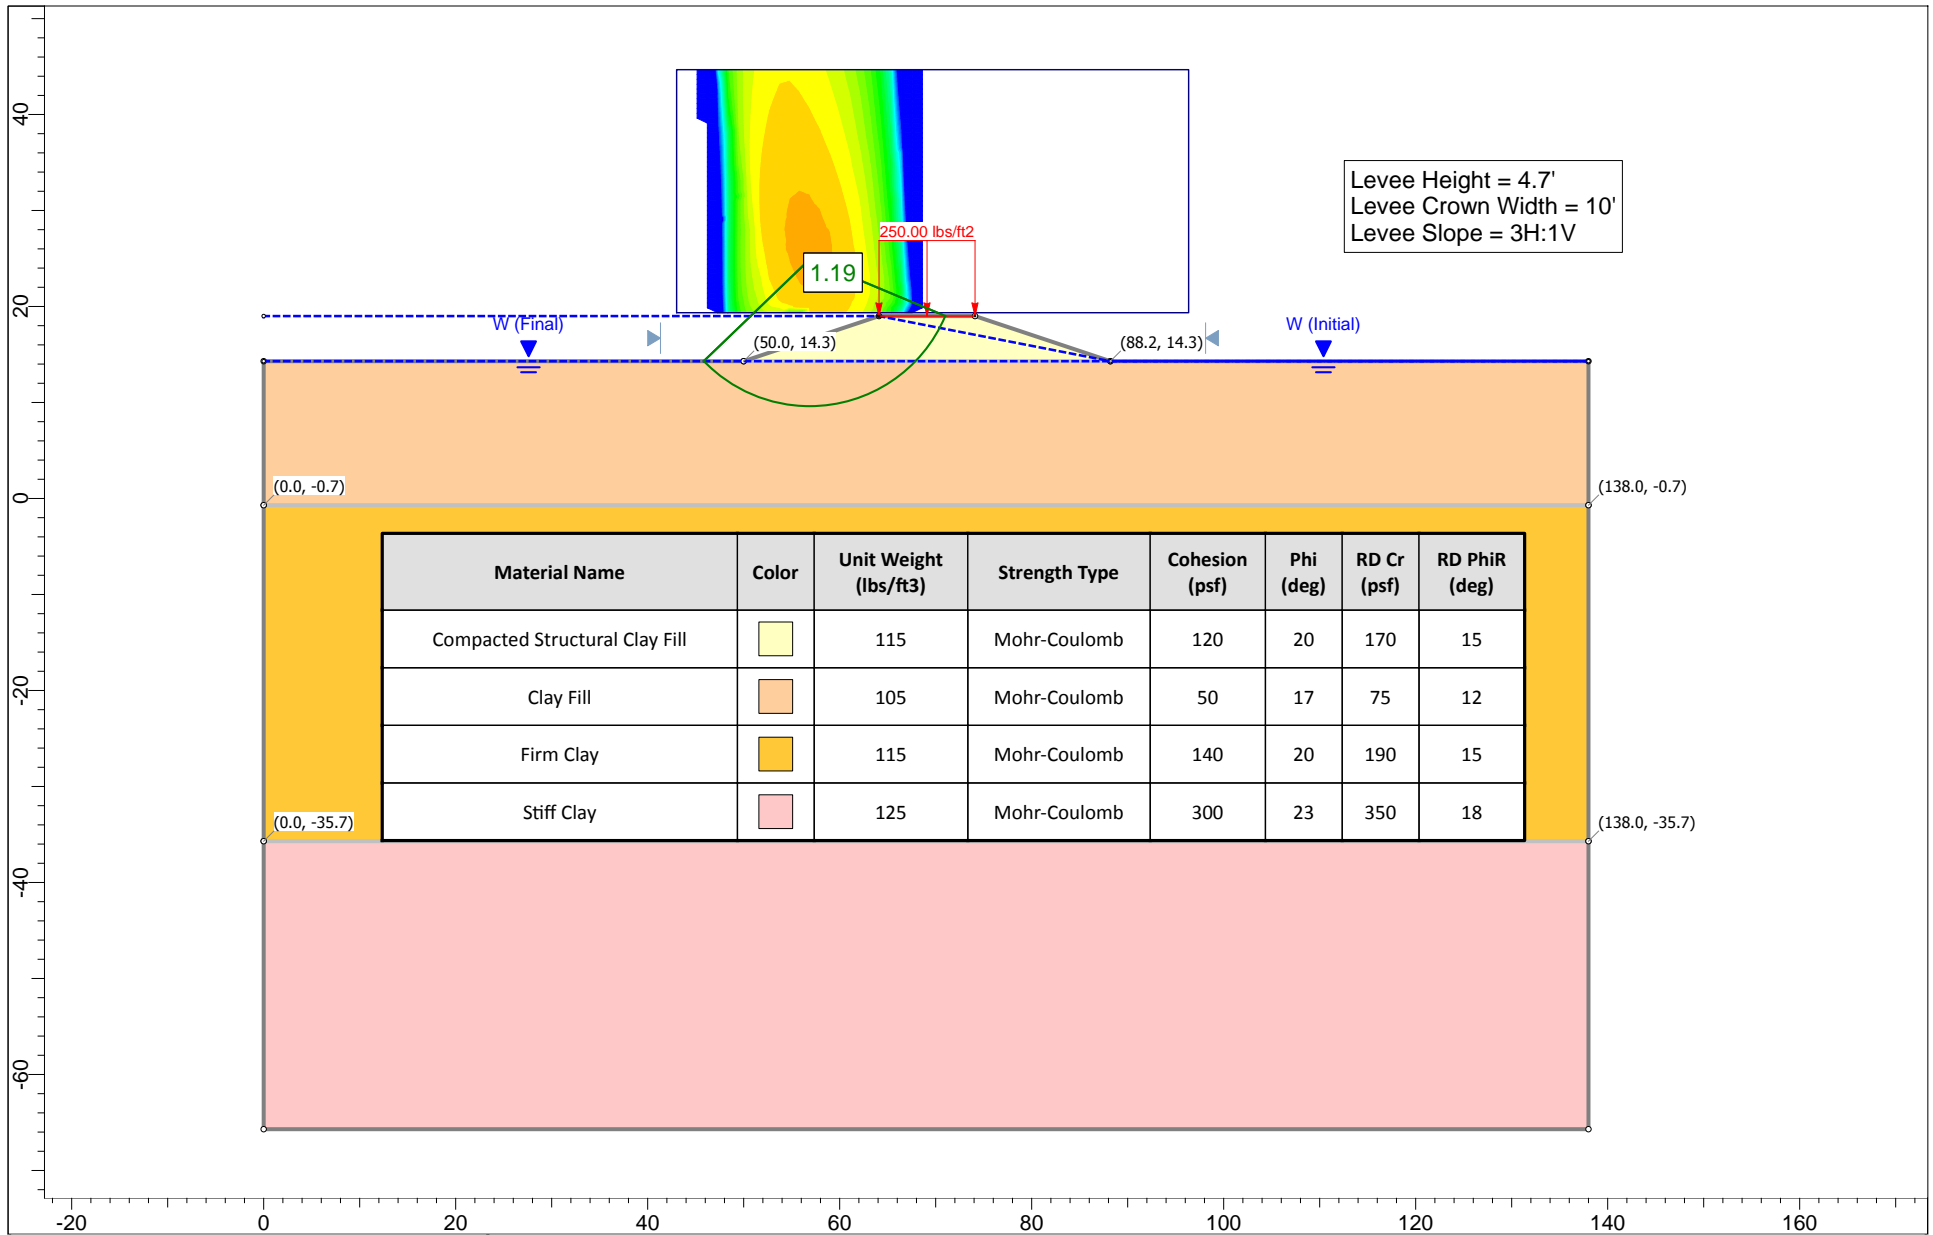 40
20
0
-20
-40
-60
-20
0
20
40
60
80
100
120
140
160
Levee Height = 4.7'
Levee Crown Width = 10'
Levee Slope = 3H:1V
250.00 lbs/ft2
1.19
W (Final)
W (Initial)
(50.0, 14.3)
(88.2, 14.3)
(0.0, -0.7)
(138.0, -0.7)
Material Name Color Unit Weight (lbs/ft3) Strength Type Cohesion (psf) Phi (deg) RD Cr (psf) RD PhiR (deg)
Compacted Structural Clay Fill 115 Mohr-Coulomb 120 20 170 15
Clay Fill 105 Mohr-Coulomb 50 17 75 12
Firm Clay 115 Mohr-Coulomb 140 20 190 15
Stiff Clay 125 Mohr-Coulomb 300 23 350 18
(0.0, -35.7)
(138.0, -35.7)